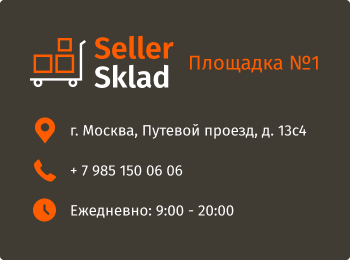 Seller
Sklad
Площадка №1
г. Москва, Путевой проезд, д. 13с4
+ 7 985 150 06 06
Ежедневно: 9:00 - 20:00